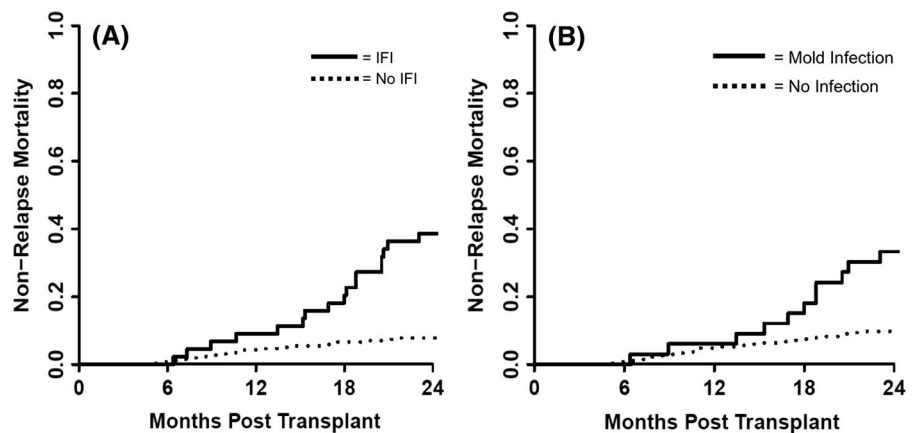 (A)
= IFI
= No IFI
Non-Relapse Mortality
0.0 0.2 0.4 0.6 0.8 1.0
0 6 12 18 24
Months Post Transplant
(B)
= Mold Infection
= No Infection
Non-Relapse Mortality
0.0 0.2 0.4 0.6 0.8 1.0
0 6 12 18 24
Months Post Transplant